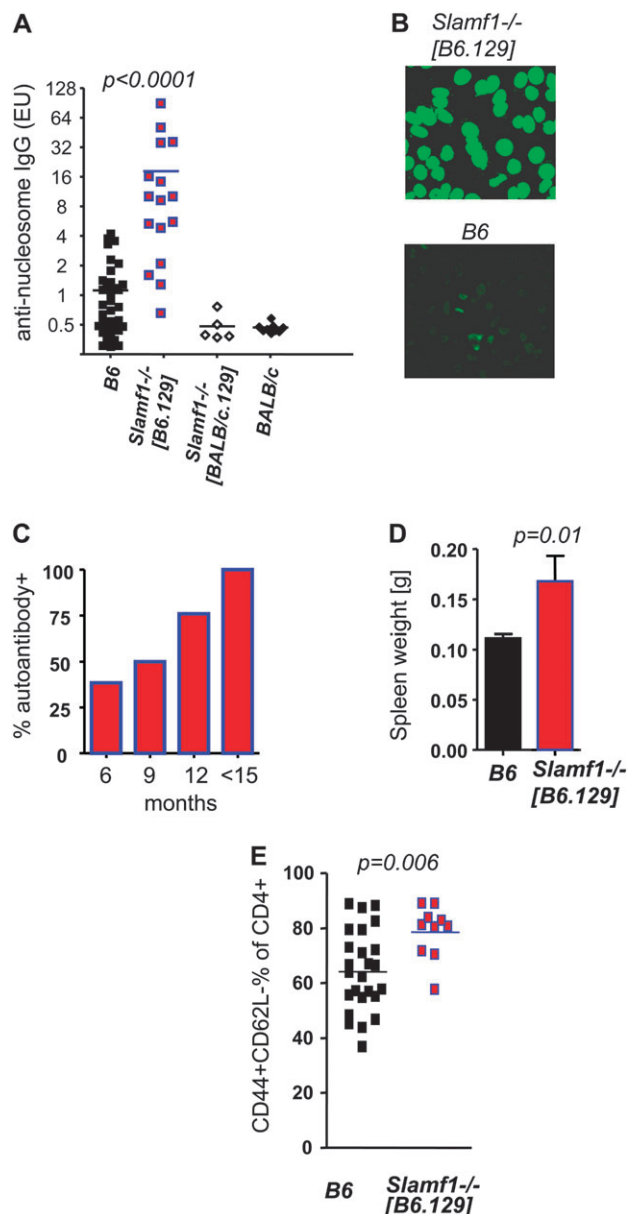 A
p<0.0001
anti-nucleosome IgG (EU)
128
64
32
16
8
4
2
1
0.5
B6
Slamf1-/-
[B6.129]
Slamf1-/-
[BALB/c.129]
BALB/c
B
Slamf1-/-
[B6.129]
B6
C
% autoantibody+
100
75
50
25
0
6 9 12 <15
months
D
p=0.01
Spleen weight [g]
0.20
0.15
0.10
0.05
0.00
B6
Slamf1-/-
[B6.129]
E
p=0.006
CD44+CD62L-% of CD4+
100
80
60
40
20
0
B6
Slamf1-/-
[B6.129]